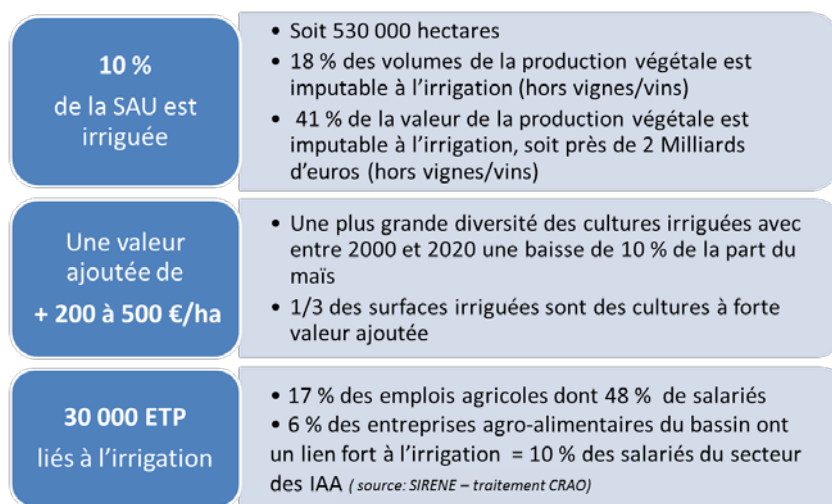 10 %
de la SAU est
irriguée
• Soit 530 000 hectares
• 18 % des volumes de la production végétale est
imputable à l'irrigation (hors vignes/vins)
• 41 % de la valeur de la production végétale est
imputable à l'irrigation, soit près de 2 Milliards
d'euros (hors vignes/vins)
Une valeur
ajoutée de
+ 200 à 500 €/ha
• Une plus grande diversité des cultures irriguées avec
entre 2000 et 2020 une baisse de 10 % de la part du
maïs
• 1/3 des surfaces irriguées sont des cultures à forte
valeur ajoutée
30 000 ETP
liés à l'irrigation
• 17 % des emplois agricoles dont 48 % de salariés
• 6 % des entreprises agro-alimentaires du bassin ont
un lien fort à l'irrigation = 10 % des salariés du secteur
des IAA ( source: SIRENE – traitement CRAO)